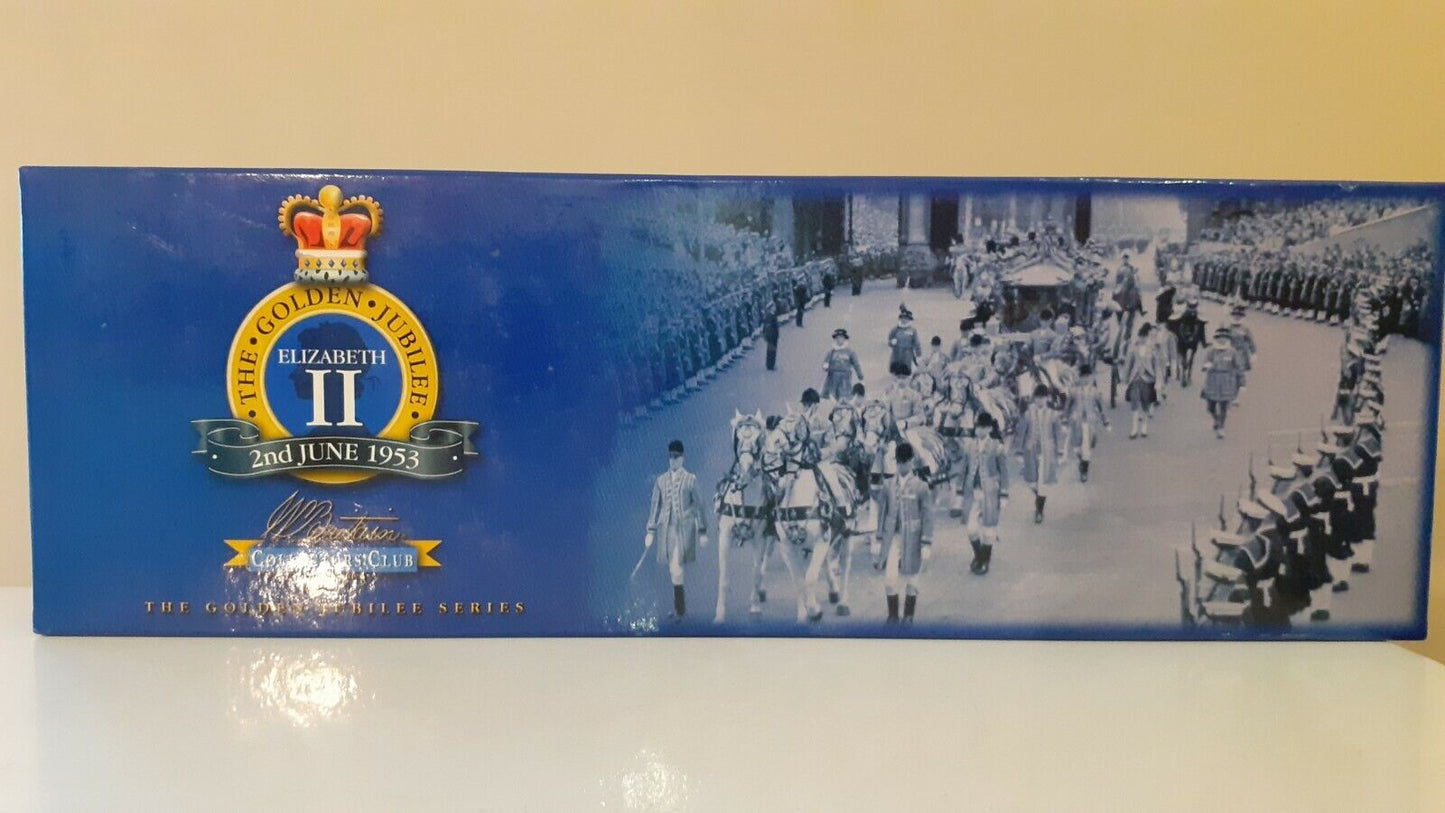 THE • GOLDEN • JUBILEE •
ELIZABETH
II
2nd JUNE 1953
W. Britain
COLLECTORS CLUB
THE GOLDEN JUBILEE SERIES